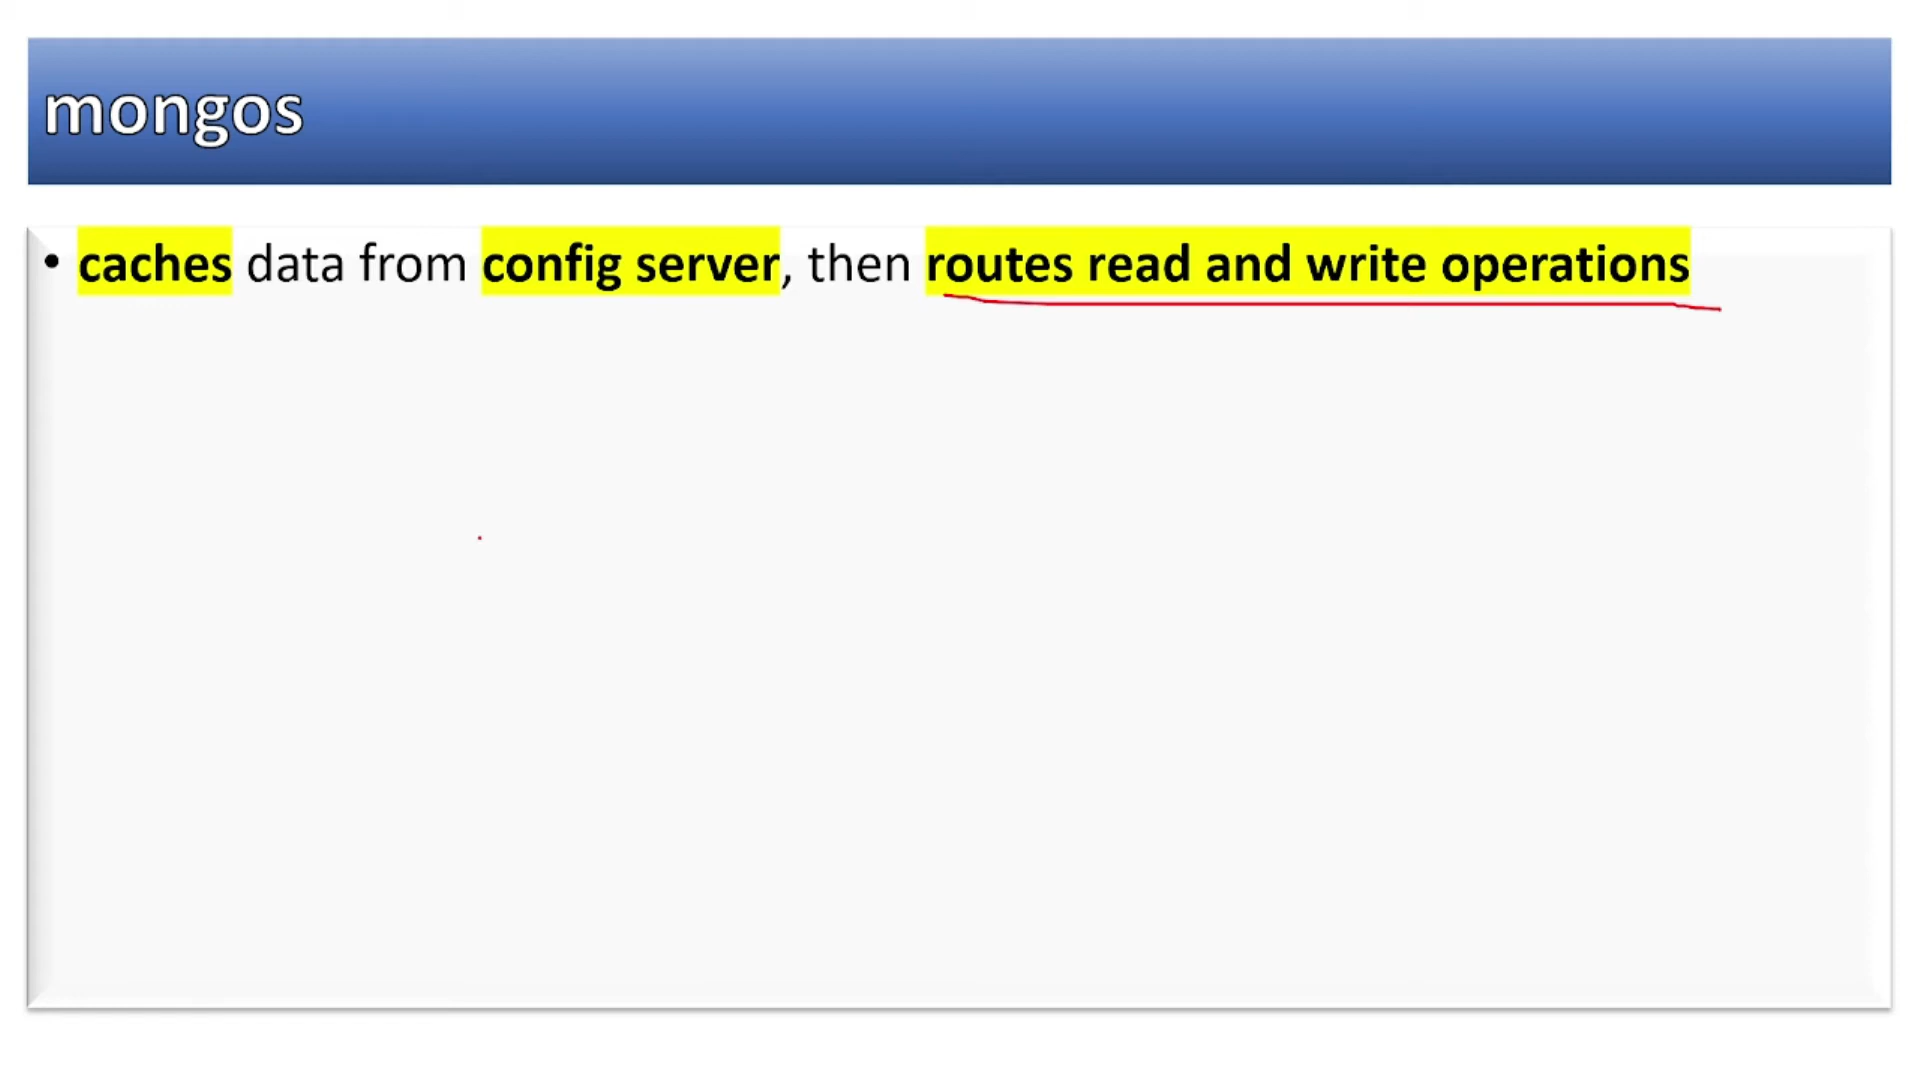 mongos
• caches data from config server, then routes read and write operations